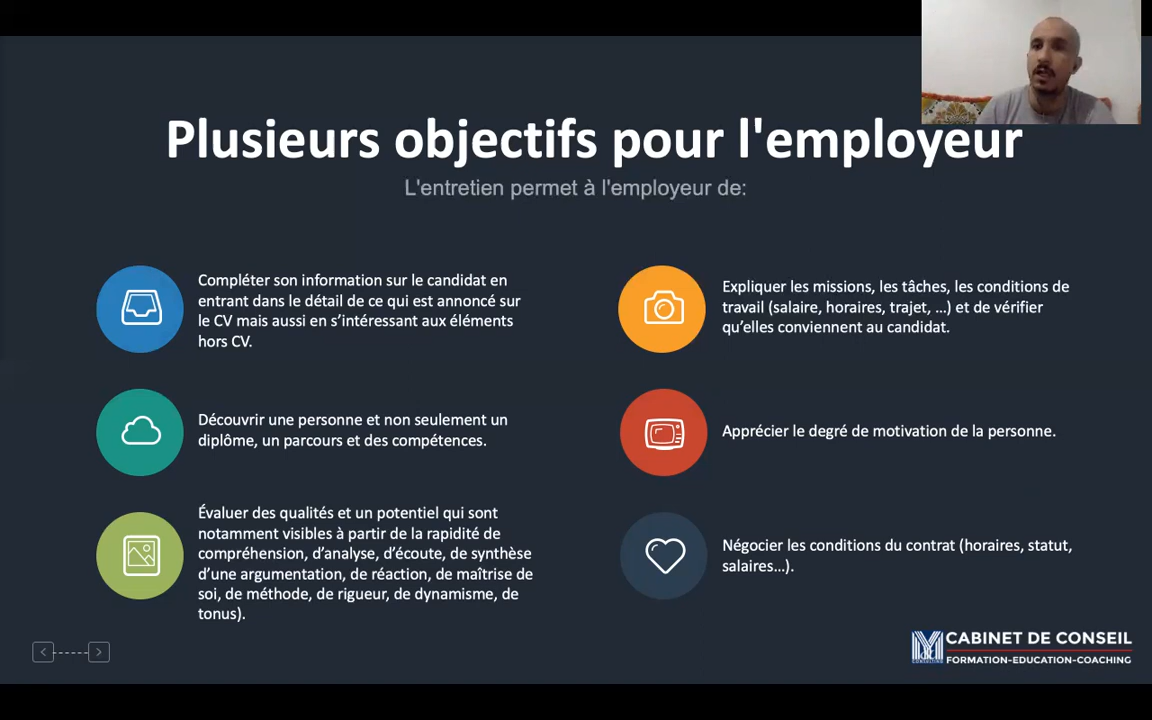 Plusieurs objectifs pour l'employeur
L'entretien permet à l'employeur de:
Compléter son information sur le candidat en
entrant dans le détail de ce qui est annoncé sur
le CV mais aussi en s’intéressant aux éléments
hors CV.
Découvrir une personne et non seulement un
diplôme, un parcours et des compétences.
Évaluer des qualités et un potentiel qui sont
notamment visibles à partir de la rapidité de
compréhension, d’analyse, d’écoute, de synthèse
d’une argumentation, de réaction, de maîtrise de
soi, de méthode, de rigueur, de dynamisme, de
tonus).
Expliquer les missions, les tâches, les conditions de
travail (salaire, horaires, trajet, ...) et de vérifier
qu’elles conviennent au candidat.
Apprécier le degré de motivation de la personne.
Négocier les conditions du contrat (horaires, statut,
salaires...).
CABINET DE CONSEIL
FORMATION-EDUCATION-COACHING